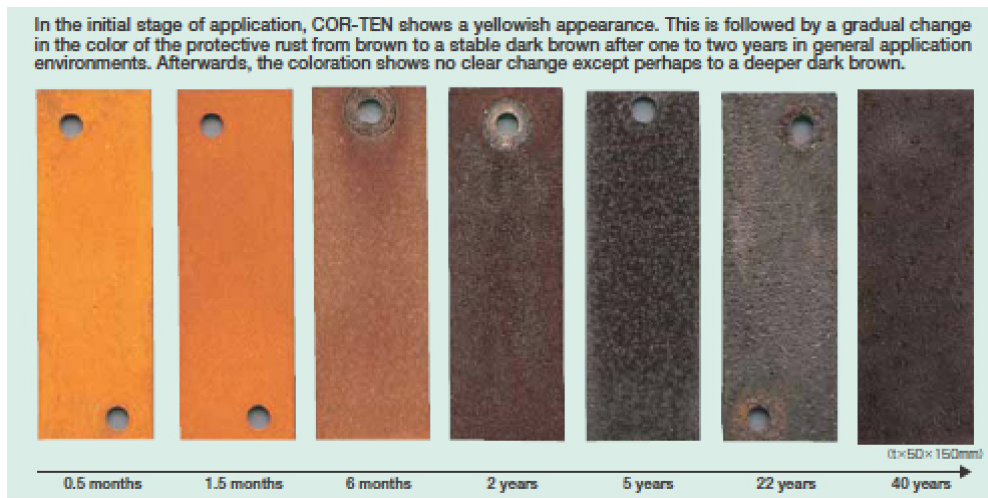 In the initial stage of application, COR-TEN shows a yellowish appearance. This is followed by a gradual change
in the color of the protective rust from brown to a stable dark brown after one to two years in general application
environments. Afterwards, the coloration shows no clear change except perhaps to a deeper dark brown.
(t×50×150mm)
0.5 months 1.5 months 6 months 2 years 5 years 22 years 40 years